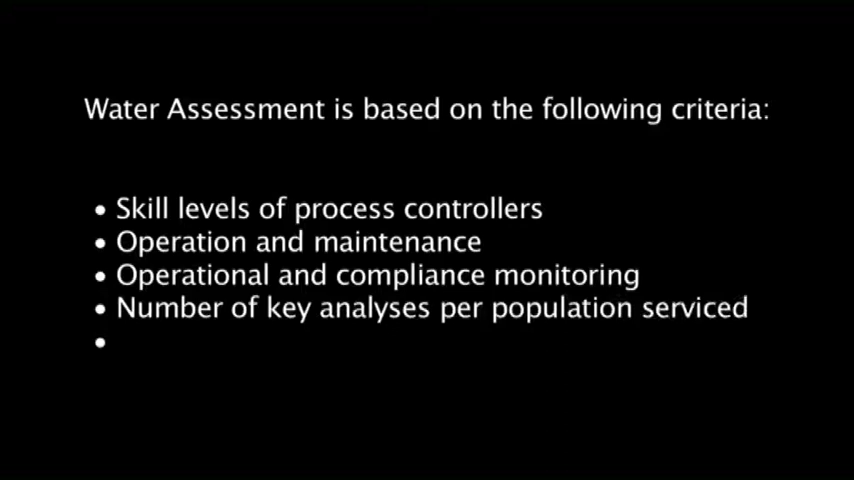 Water Assessment is based on the following criteria:
• Skill levels of process controllers
• Operation and maintenance
• Operational and compliance monitoring
• Number of key analyses per population serviced
•